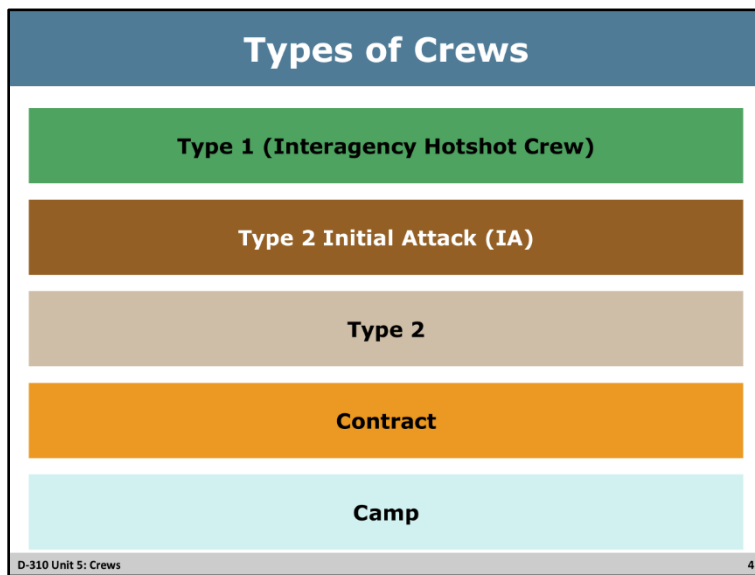 Types of Crews
Type 1 (Interagency Hotshot Crew)
Type 2 Initial Attack (IA)
Type 2
Contract
Camp
D-310 Unit 5: Crews
4